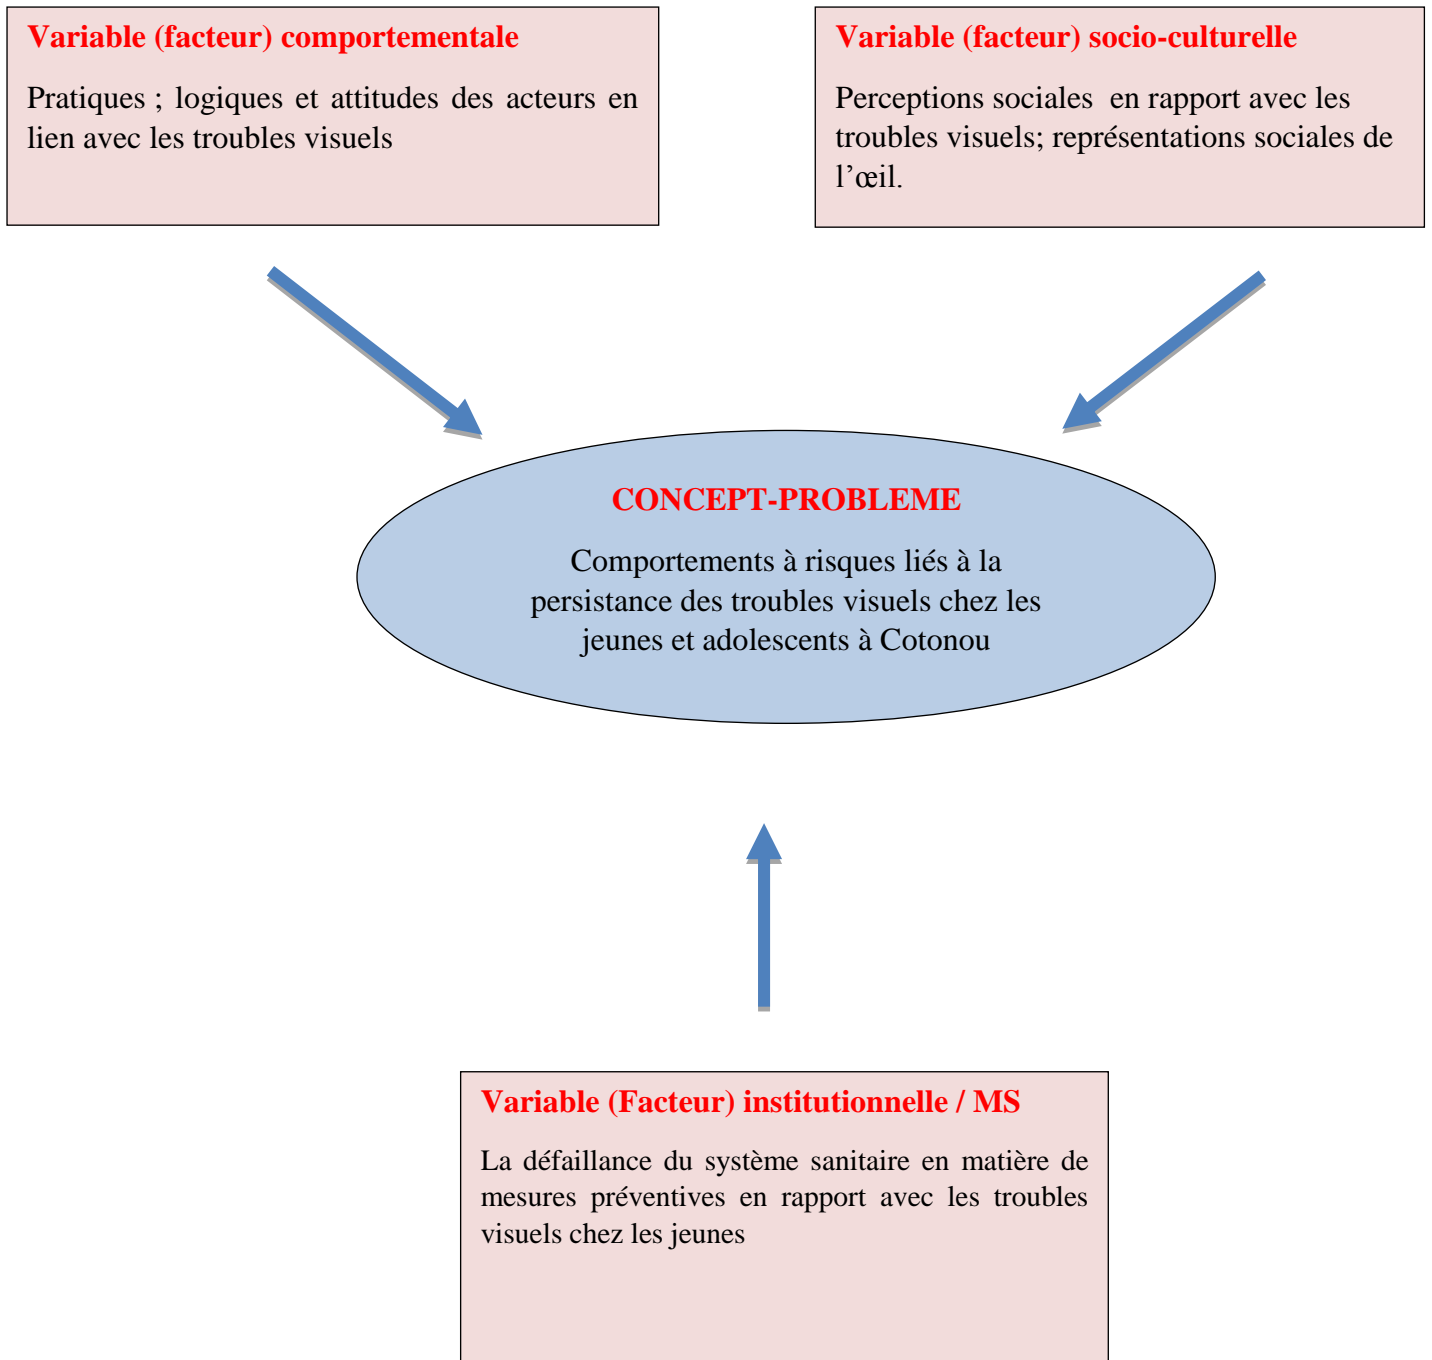 Variable (facteur) comportementale
Pratiques ; logiques et attitudes des acteurs en
lien avec les troubles visuels
Variable (facteur) socio-culturelle
Perceptions sociales en rapport avec les
troubles visuels; représentations sociales de
l’œil.
CONCEPT-PROBLEME
Comportements à risques liés à la
persistance des troubles visuels chez les
jeunes et adolescents à Cotonou
Variable (Facteur) institutionnelle / MS
La défaillance du système sanitaire en matière de
mesures préventives en rapport avec les troubles
visuels chez les jeunes